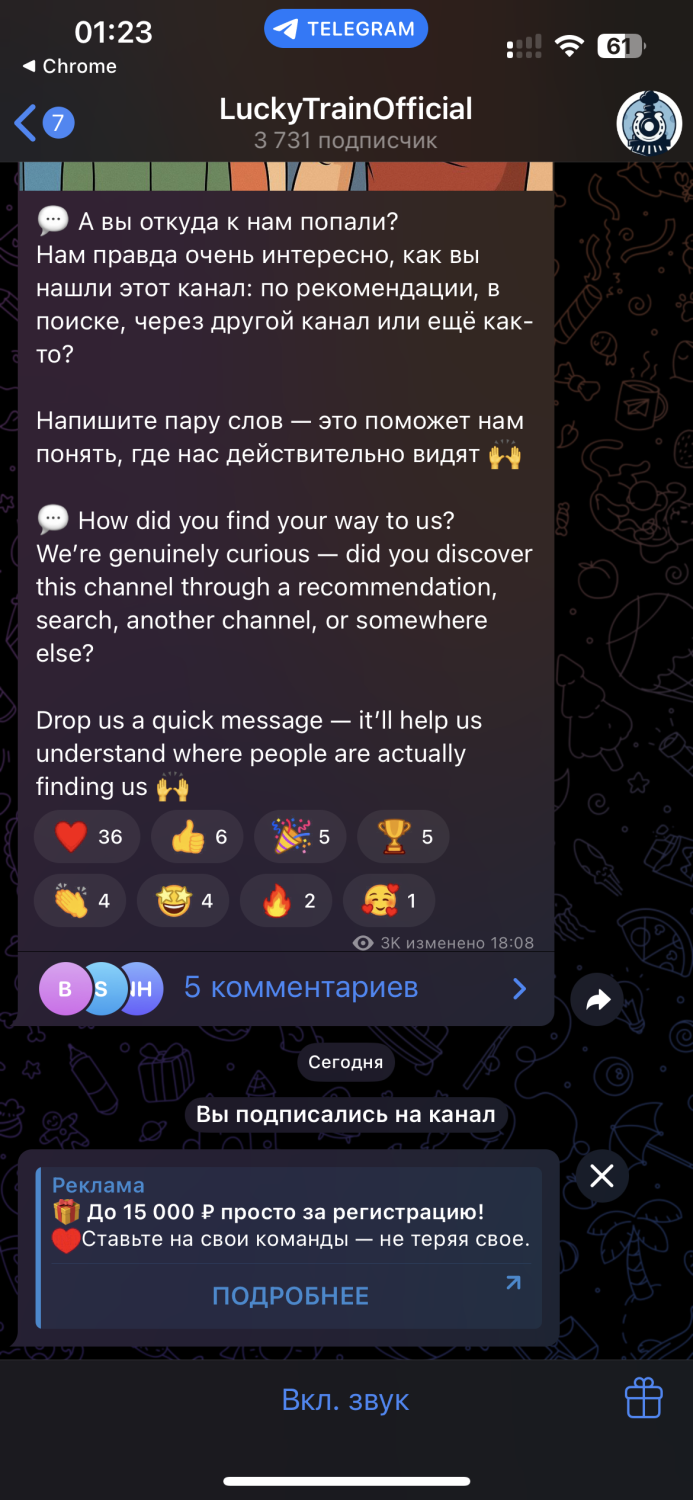 01:23
TELEGRAM
61
◀ Chrome
7
LuckyTrainOfficial
3 731 подписчик
💬 А вы откуда к нам попали?
Нам правда очень интересно, как вы
нашли этот канал: по рекомендации, в
поиске, через другой канал или ещё как-
то?
Напишите пару слов — это поможет нам
понять, где нас действительно видят 🙌
💬 How did you find your way to us?
We’re genuinely curious — did you discover
this channel through a recommendation,
search, another channel, or somewhere
else?
Drop us a quick message — it’ll help us
understand where people are actually
finding us 🙌
❤️ 36 👍 6 🎉 5 🏆 5
👏 4 🤩 4 🔥 2 🥰 1
3K изменено 18:08
B S NH 5 комментариев
Сегодня
Вы подписались на канал
Реклама
🎁 До 15 000 ₽ просто за регистрацию!
❤️Ставьте на свои команды — не теряя свое.
ПОДРОБНЕЕ
Вкл. звук